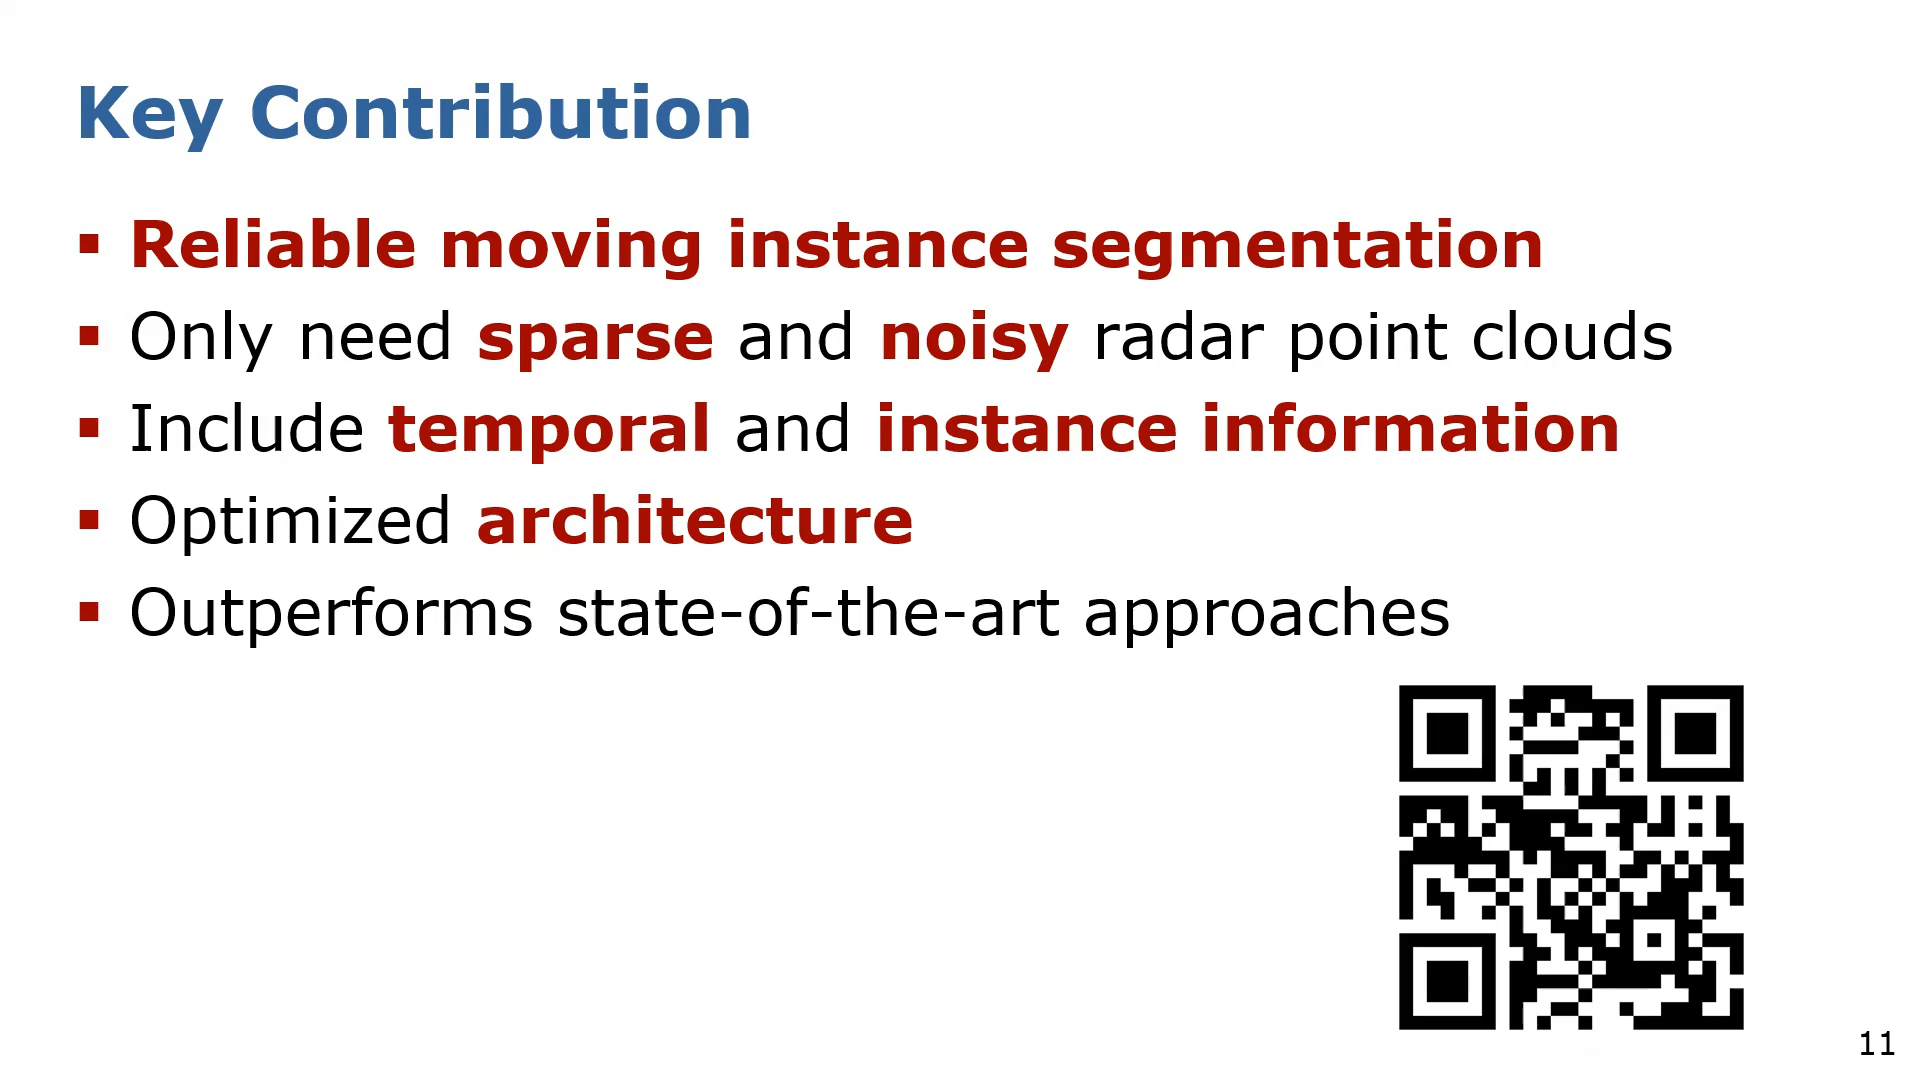 Key Contribution
▪ Reliable moving instance segmentation
▪ Only need sparse and noisy radar point clouds
▪ Include temporal and instance information
▪ Optimized architecture
▪ Outperforms state-of-the-art approaches
11